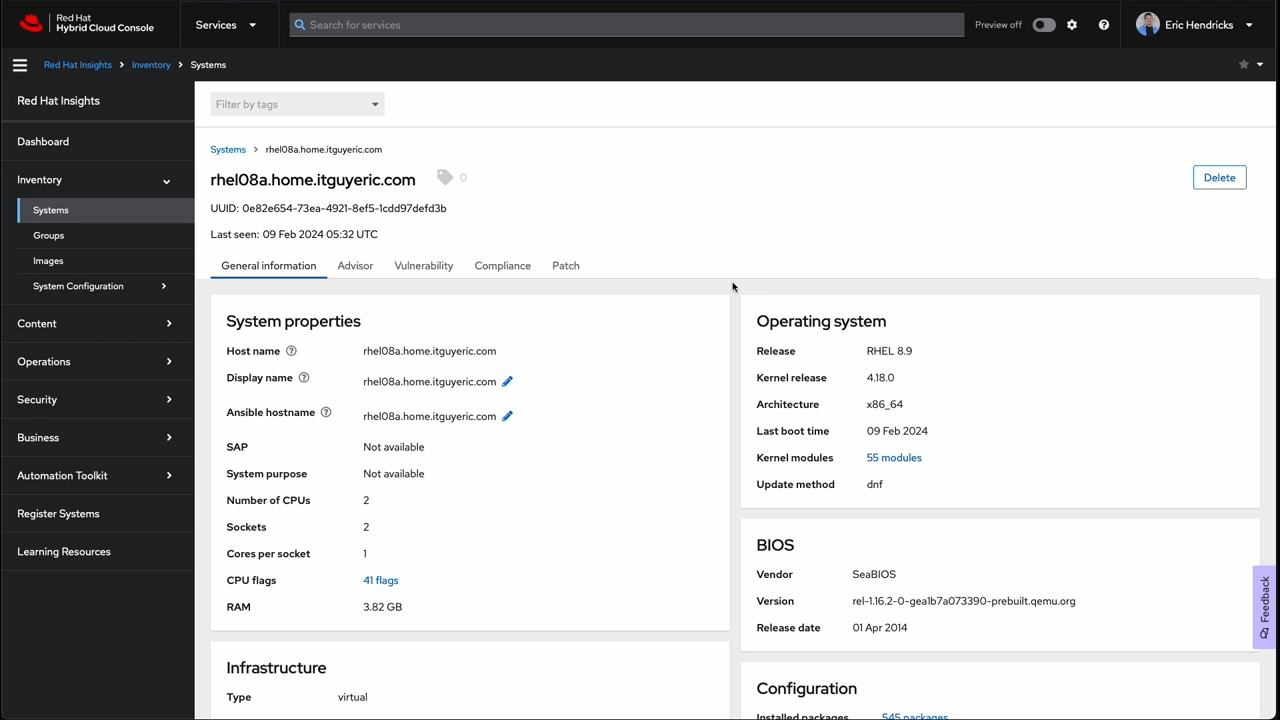 Red Hat
Hybrid Cloud Console
Services
Search for services
Preview off
Eric Hendricks
Red Hat Insights
Inventory
Systems
Red Hat Insights
Dashboard
Inventory
Systems
Groups
Images
System Configuration
Content
Operations
Security
Business
Automation Toolkit
Register Systems
Learning Resources
Filter by tags
Systems > rhel08a.home.itguyeric.com
rhel08a.home.itguyeric.com 0
Delete
UUID: 0e82e654-73ea-4921-8ef5-1cdd97defd3b
Last seen: 09 Feb 2024 05:32 UTC
General information Advisor Vulnerability Compliance Patch
System properties
Host name rhel08a.home.itguyeric.com
Display name rhel08a.home.itguyeric.com
Ansible hostname rhel08a.home.itguyeric.com
SAP Not available
System purpose Not available
Number of CPUs 2
Sockets 2
Cores per socket 1
CPU flags 41 flags
RAM 3.82 GB
Infrastructure
Type virtual
Operating system
Release RHEL 8.9
Kernel release 4.18.0
Architecture x86_64
Last boot time 09 Feb 2024
Kernel modules 55 modules
Update method dnf
BIOS
Vendor SeaBIOS
Version rel-1.16.2-0-gea1b7a073390-prebuilt.qemu.org
Release date 01 Apr 2014
Configuration
Installed packages 545 packages
Feedback